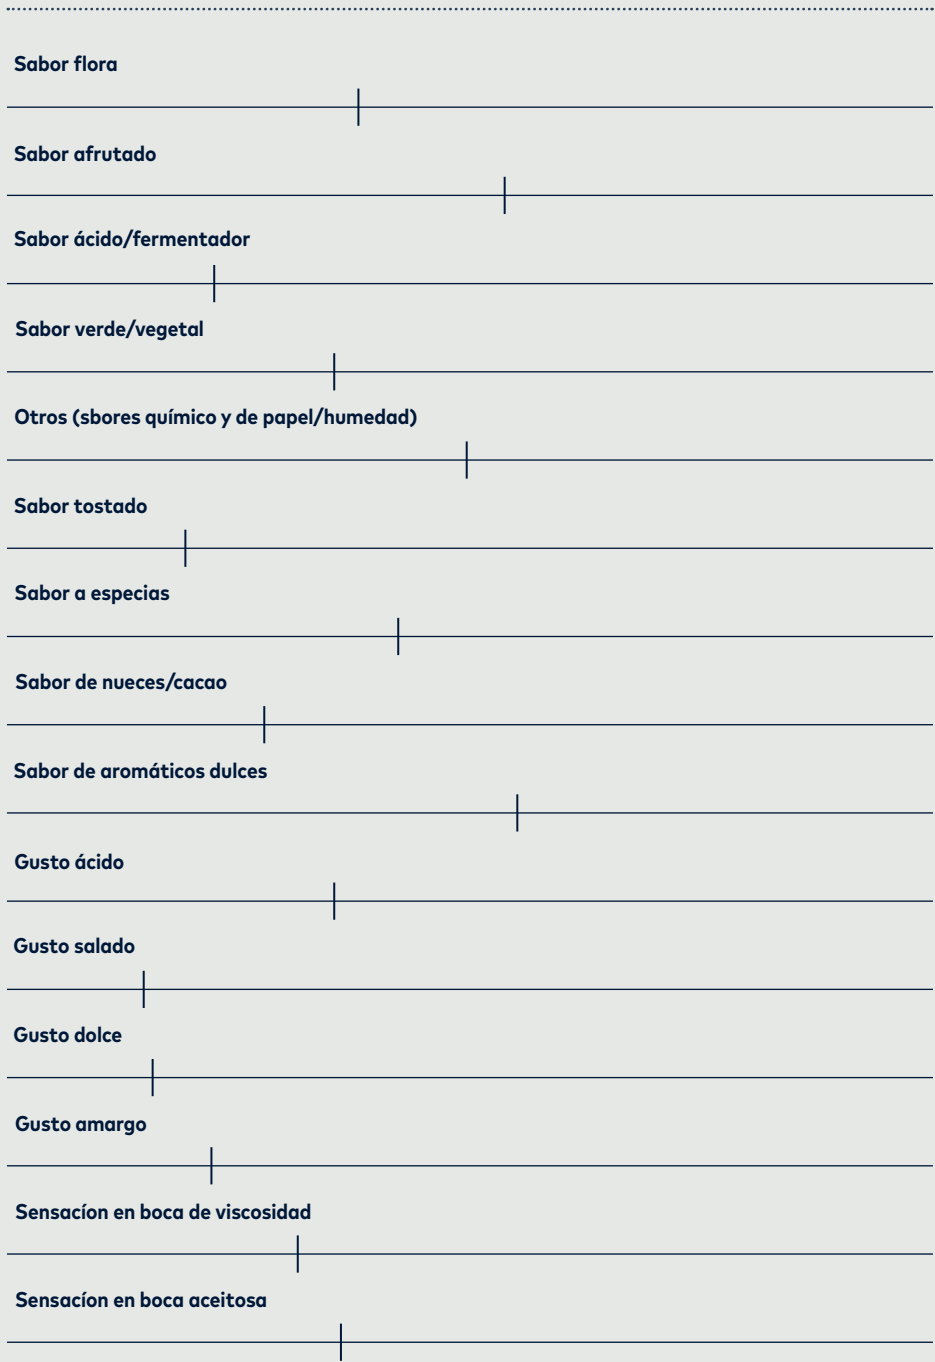 Sabor flora
Sabor afrutado
Sabor ácido/fermentador
Sabor verde/vegetal
Otros (sbores químico y de papel/humedad)
Sabor tostado
Sabor a especias
Sabor de nueces/cacao
Sabor de aromáticos dulces
Gusto ácido
Gusto salado
Gusto dolce
Gusto amargo
Sensacíon en boca de viscosidad
Sensacíon en boca aceitosa